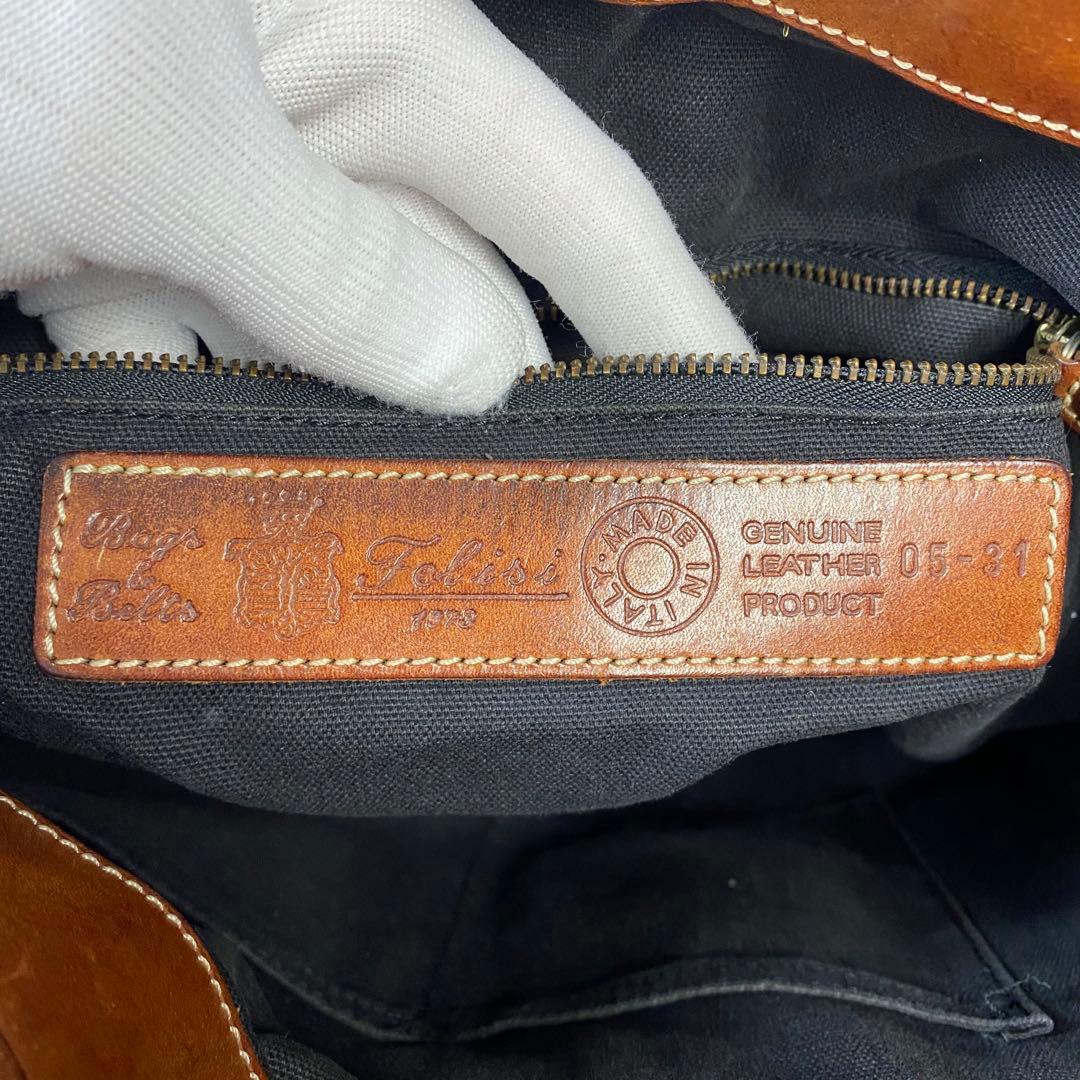 Bags
&
Belts
Felisi
1973
MADE IN ITALY
GENUINE
LEATHER
PRODUCT
05-31